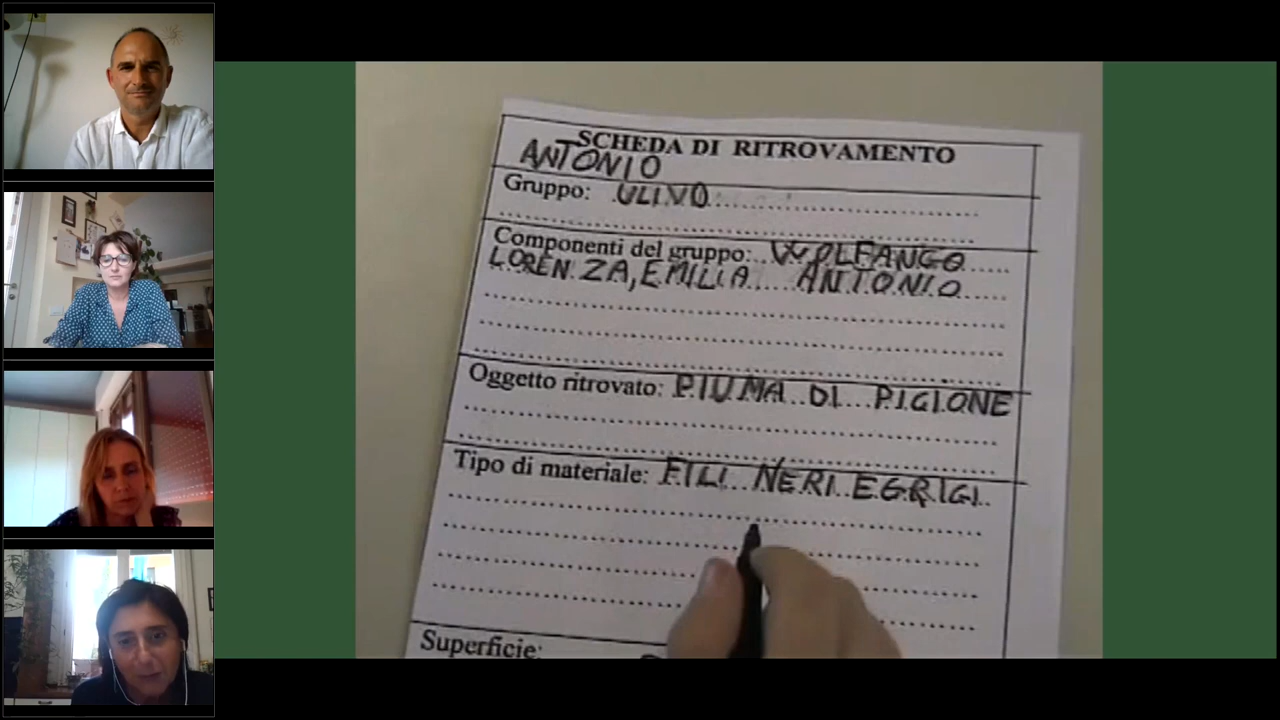 SCHEDA DI RITROVAMENTO
ANTONIO
Gruppo: ULIVO
Componenti del gruppo: WOLFANGO
LORENZA, EMILIA ANTONIO
Oggetto ritrovato: PIUMA DI PIGIONE
Tipo di materiale: FILI NERI E GRIGI
Superficie: